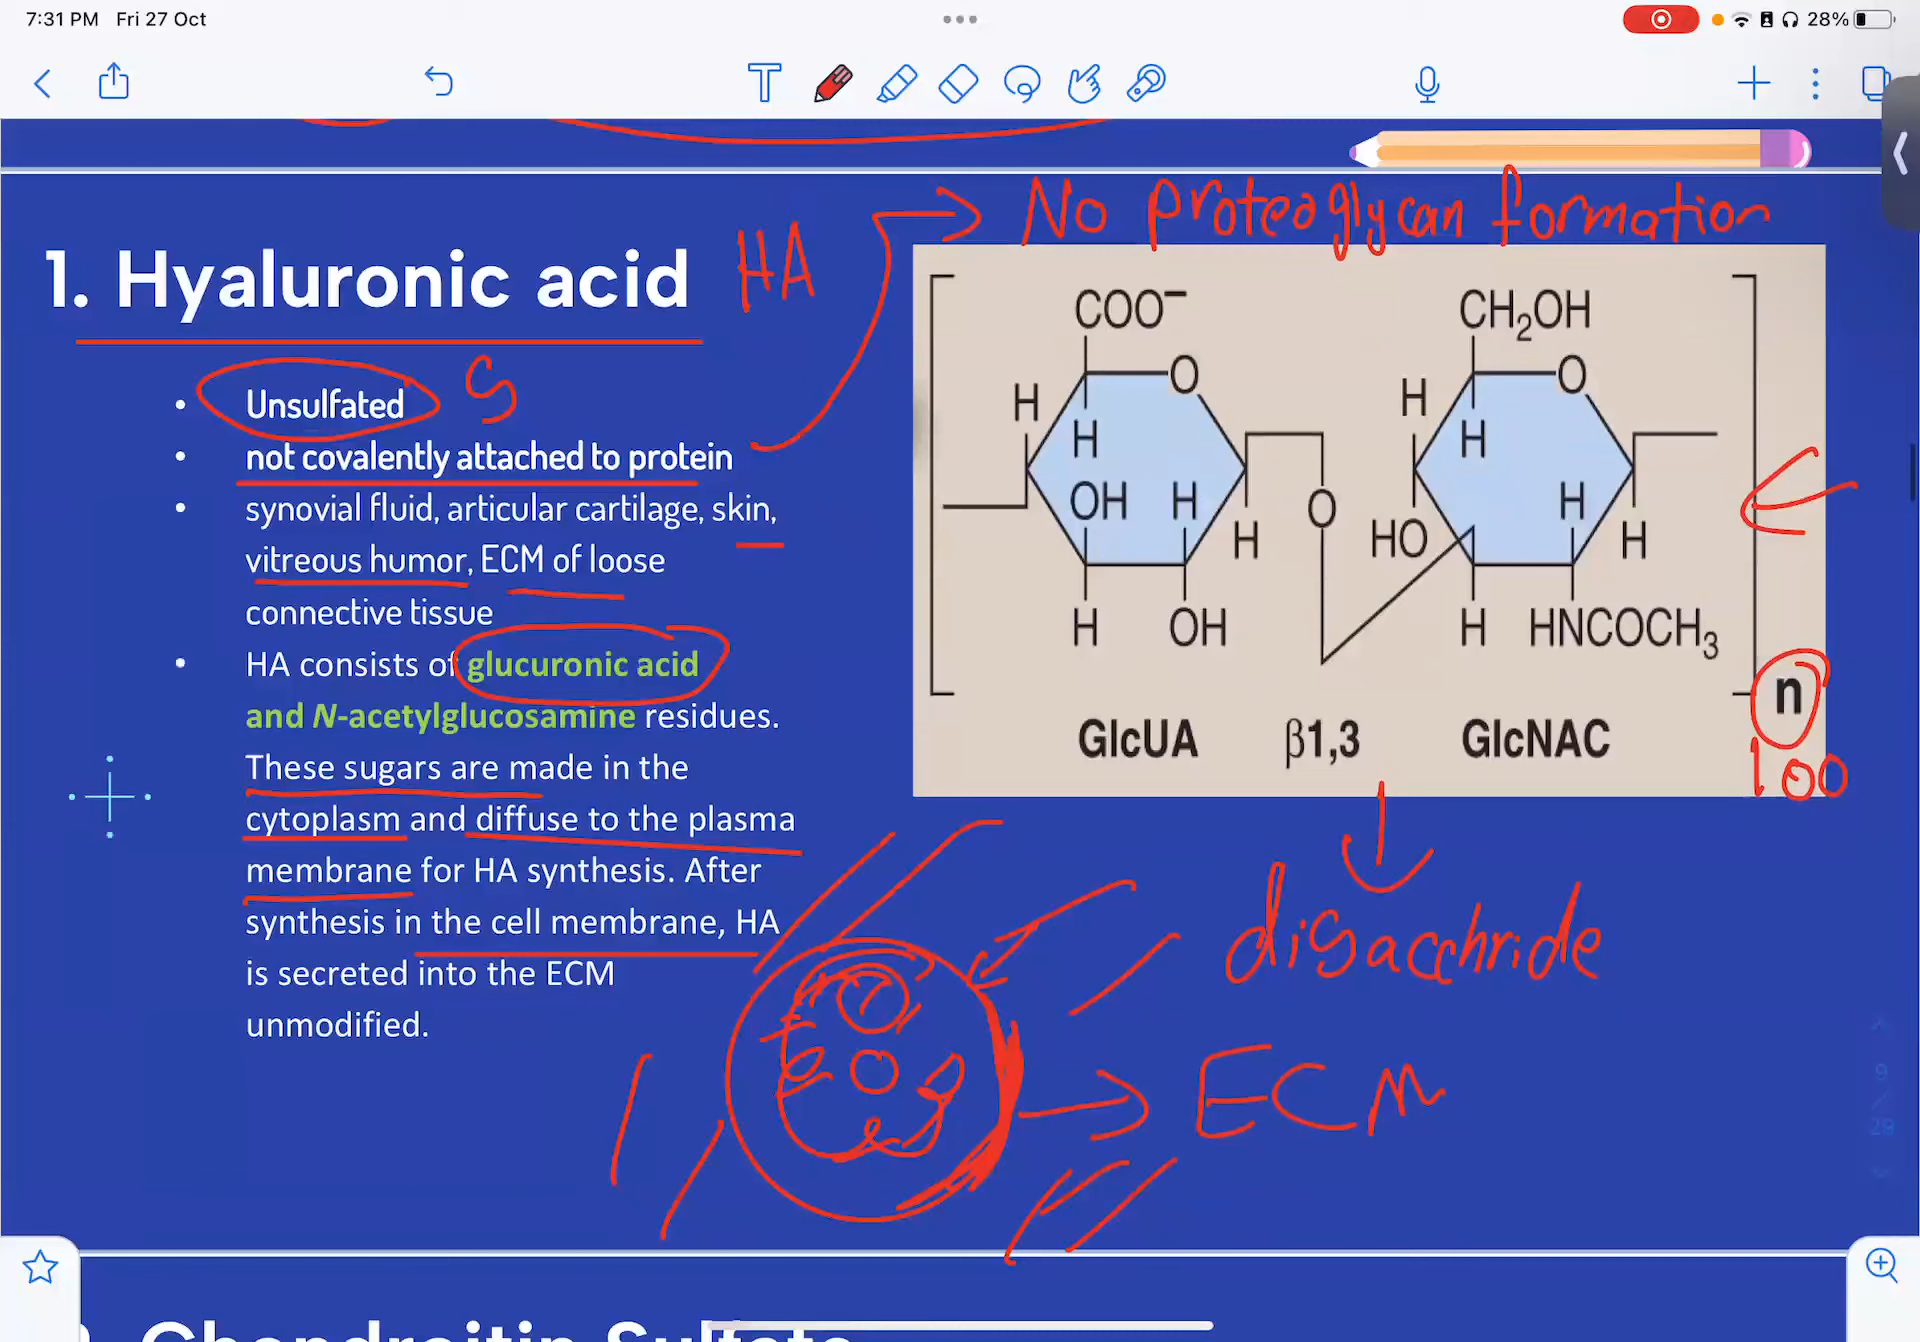 7:31 PM Fri 27 Oct
28%
T
No proteoglycan formation
1. Hyaluronic acid
HA
• Unsulfated
S
• not covalently attached to protein
• synovial fluid, articular cartilage, skin,
vitreous humor, ECM of loose
connective tissue
• HA consists of glucuronic acid
and N-acetylglucosamine residues.
These sugars are made in the
cytoplasm and diffuse to the plasma
membrane for HA synthesis. After
synthesis in the cell membrane, HA
is secreted into the ECM
unmodified.
COO⁻ CH₂OH
H O H O
H H
OH H H
H O HO H
H OH H HNCOCH₃
n
GlcUA β1,3 GlcNAC
100
disacchride
ECM
9
/
29
Chondroitin Sulfate